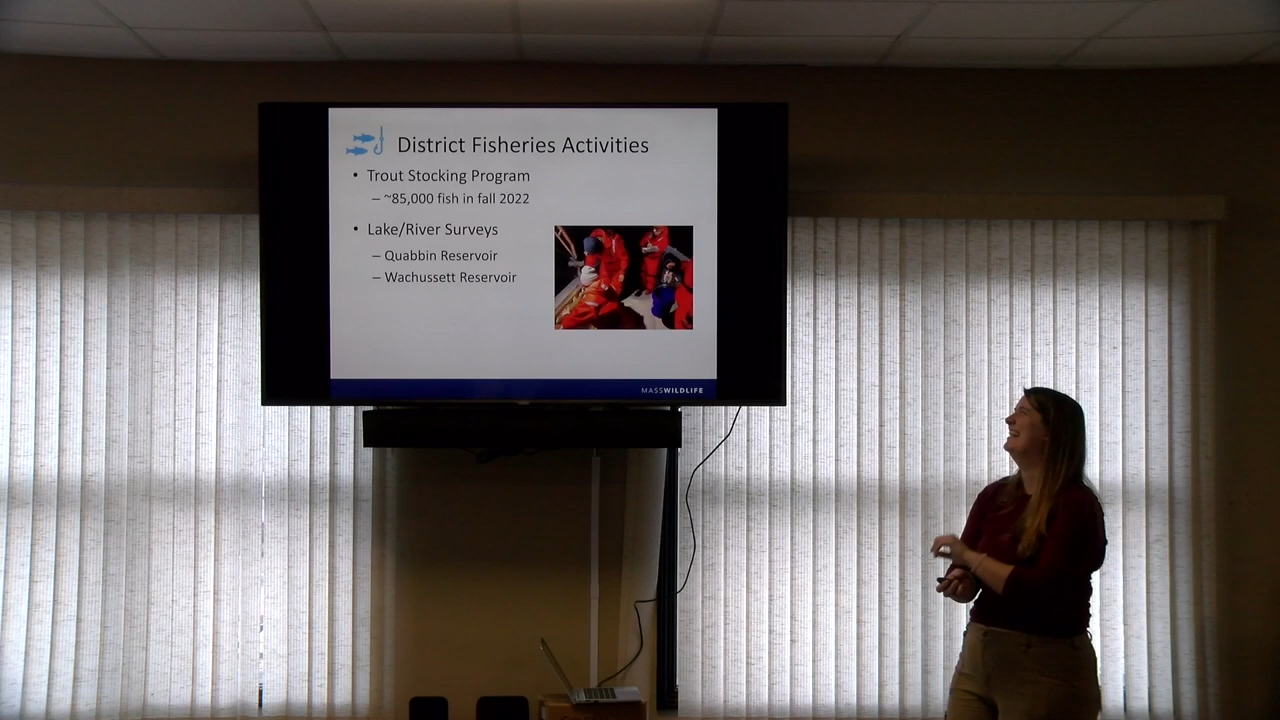 District Fisheries Activities
• Trout Stocking Program
– ~85,000 fish in fall 2022
• Lake/River Surveys
– Quabbin Reservoir
– Wachussett Reservoir
MASSWILDLIFE